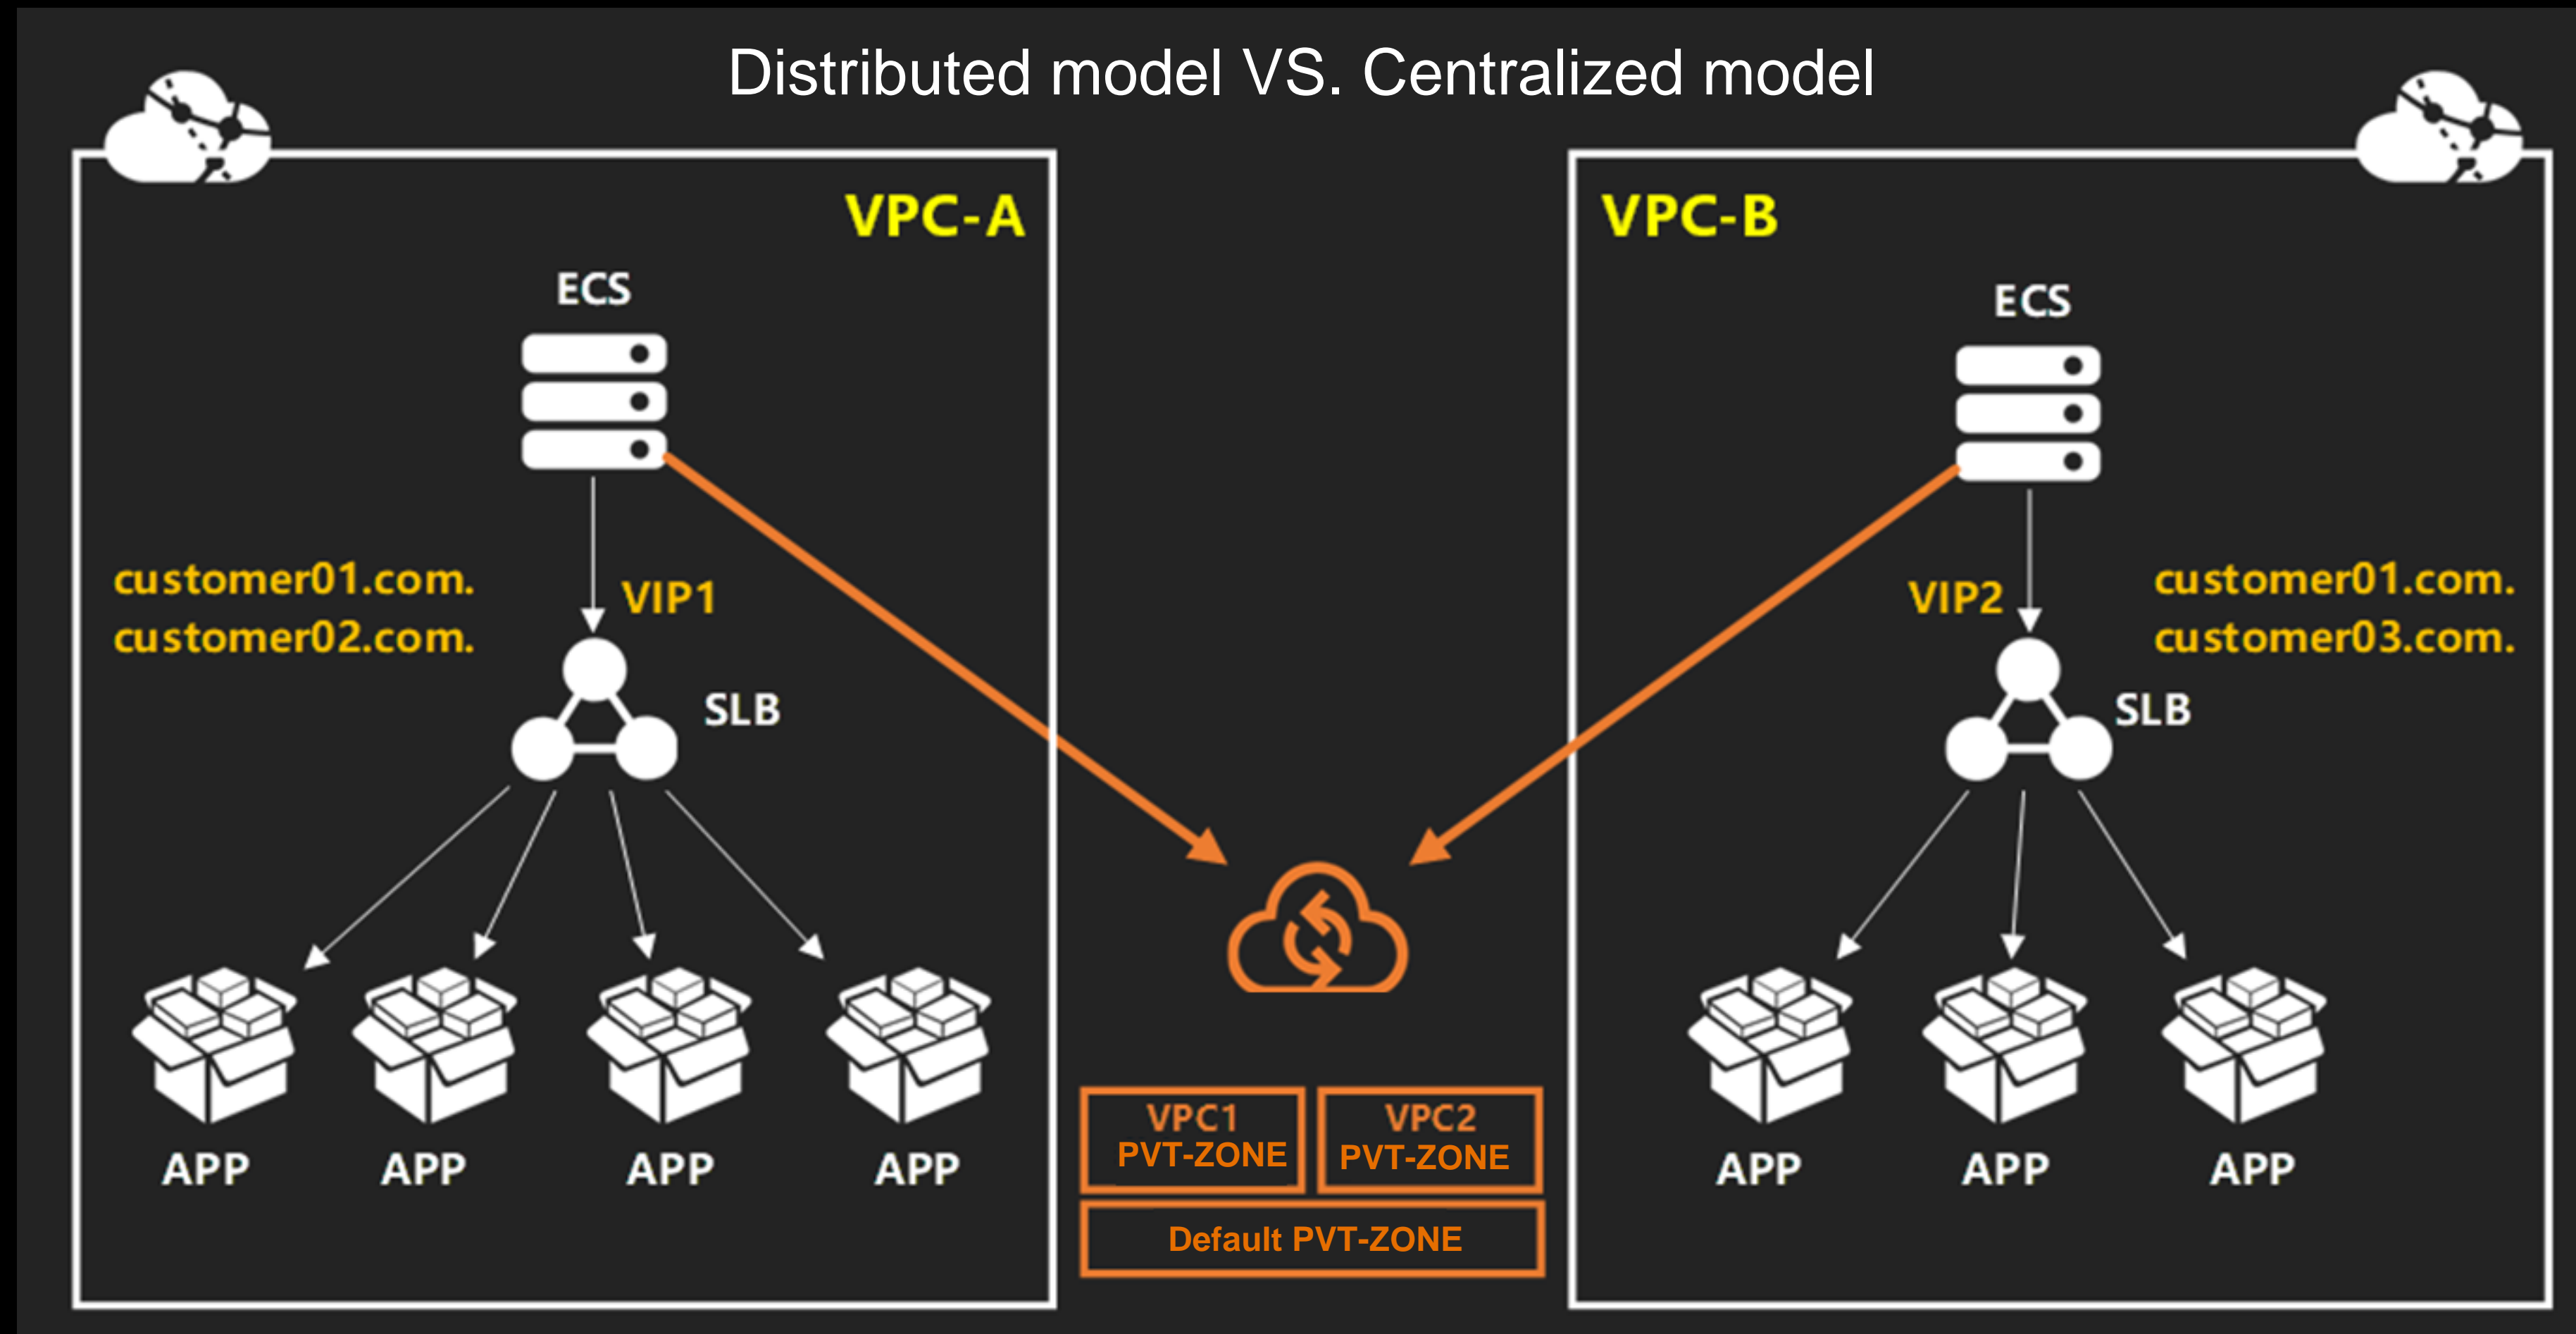 Distributed model VS. Centralized model
VPC-A
ECS
customer01.com.
customer02.com.
VIP1
SLB
APP
APP
APP
APP
VPC1
PVT-ZONE
VPC2
PVT-ZONE
Default PVT-ZONE
VPC-B
ECS
VIP2
customer01.com.
customer03.com.
SLB
APP
APP
APP